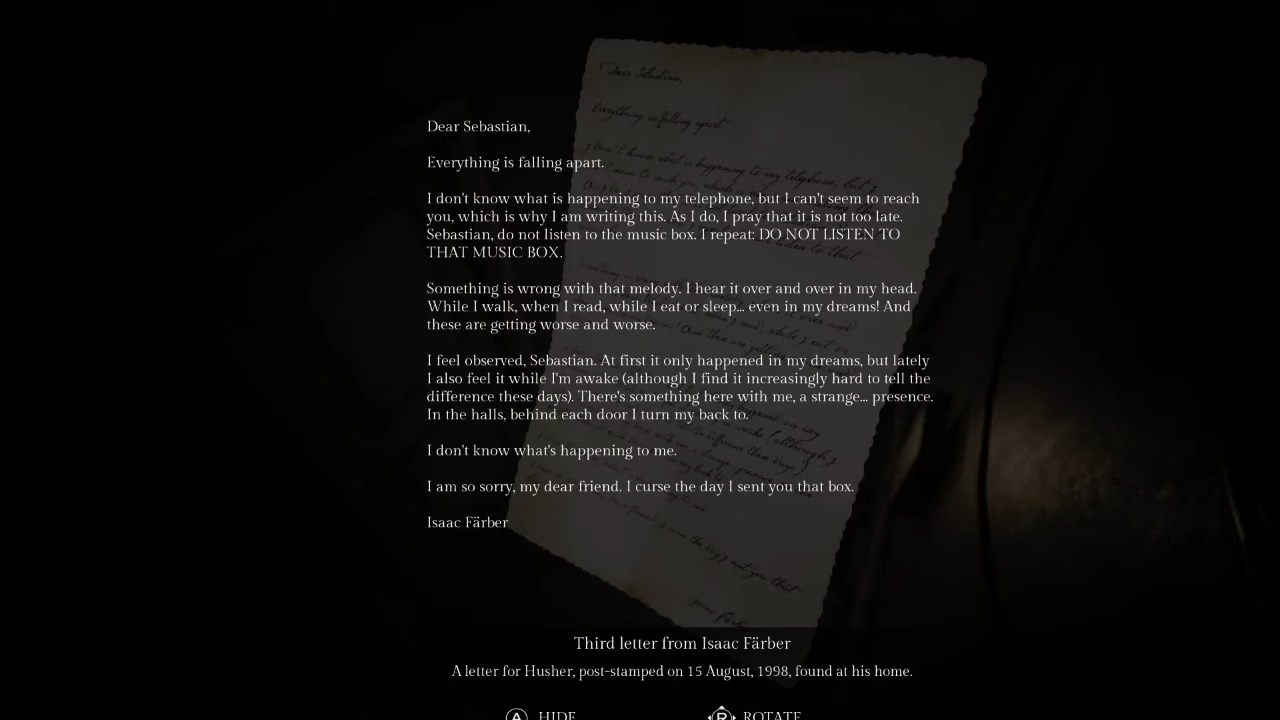 Dear Sebastian,
Everything is falling apart.
I don't know what is happening to my telephone, but I can't seem to reach
you, which is why I am writing this. As I do, I pray that it is not too late.
Sebastian, do not listen to the music box. I repeat: DO NOT LISTEN TO
THAT MUSIC BOX.
Something is wrong with that melody. I hear it over and over in my head.
While I walk, when I read, while I eat or sleep... even in my dreams! And
these are getting worse and worse.
I feel observed, Sebastian. At first it only happened in my dreams, but lately
I also feel it while I'm awake (although I find it increasingly hard to tell the
difference these days). There's something here with me, a strange... presence.
In the halls, behind each door I turn my back to.
I don't know what's happening to me.
I am so sorry, my dear friend. I curse the day I sent you that box.
Isaac Färber
Third letter from Isaac Färber
A letter for Husher, post-stamped on 15 August, 1998, found at his home.
A HIDE R ROTATE